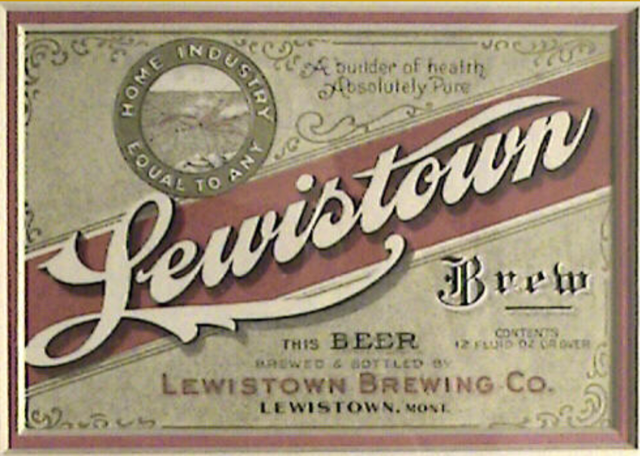 HOME INDUSTRY
EQUAL TO ANY
A builder of health
Absolutely Pure
Lewistown
Brew
CONTENTS
12 FLUID OZ OR OVER
THIS BEER
BREWED & BOTTLED BY
LEWISTOWN BREWING CO.
LEWISTOWN, MONT.